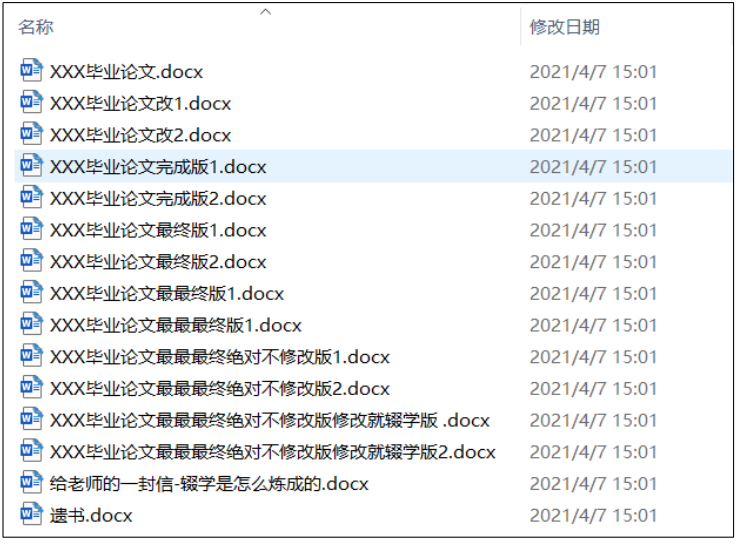 名称 修改日期
XXX毕业论文.docx 2021/4/7 15:01
XXX毕业论文改1.docx 2021/4/7 15:01
XXX毕业论文改2.docx 2021/4/7 15:01
XXX毕业论文完成版1.docx 2021/4/7 15:01
XXX毕业论文完成版2.docx 2021/4/7 15:01
XXX毕业论文最终版1.docx 2021/4/7 15:01
XXX毕业论文最终版2.docx 2021/4/7 15:01
XXX毕业论文最最终版1.docx 2021/4/7 15:01
XXX毕业论文最最最终版1.docx 2021/4/7 15:01
XXX毕业论文最最最终绝对不修改版1.docx 2021/4/7 15:01
XXX毕业论文最最最终绝对不修改版2.docx 2021/4/7 15:01
XXX毕业论文最最最终绝对不修改版修改就辍学版 .docx 2021/4/7 15:01
XXX毕业论文最最最终绝对不修改版修改就辍学版2.docx 2021/4/7 15:01
给老师的一封信-辍学是怎么炼成的.docx 2021/4/7 15:01
遗书.docx 2021/4/7 15:01